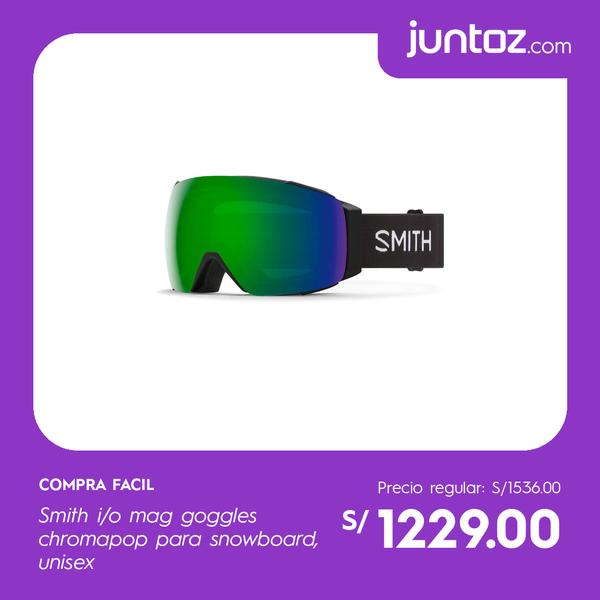 juntoz.com
SMITH
COMPRA FACIL
Smith i/o mag goggles
chromapop para snowboard,
unisex
Precio regular: S/1536.00
S/1229.00